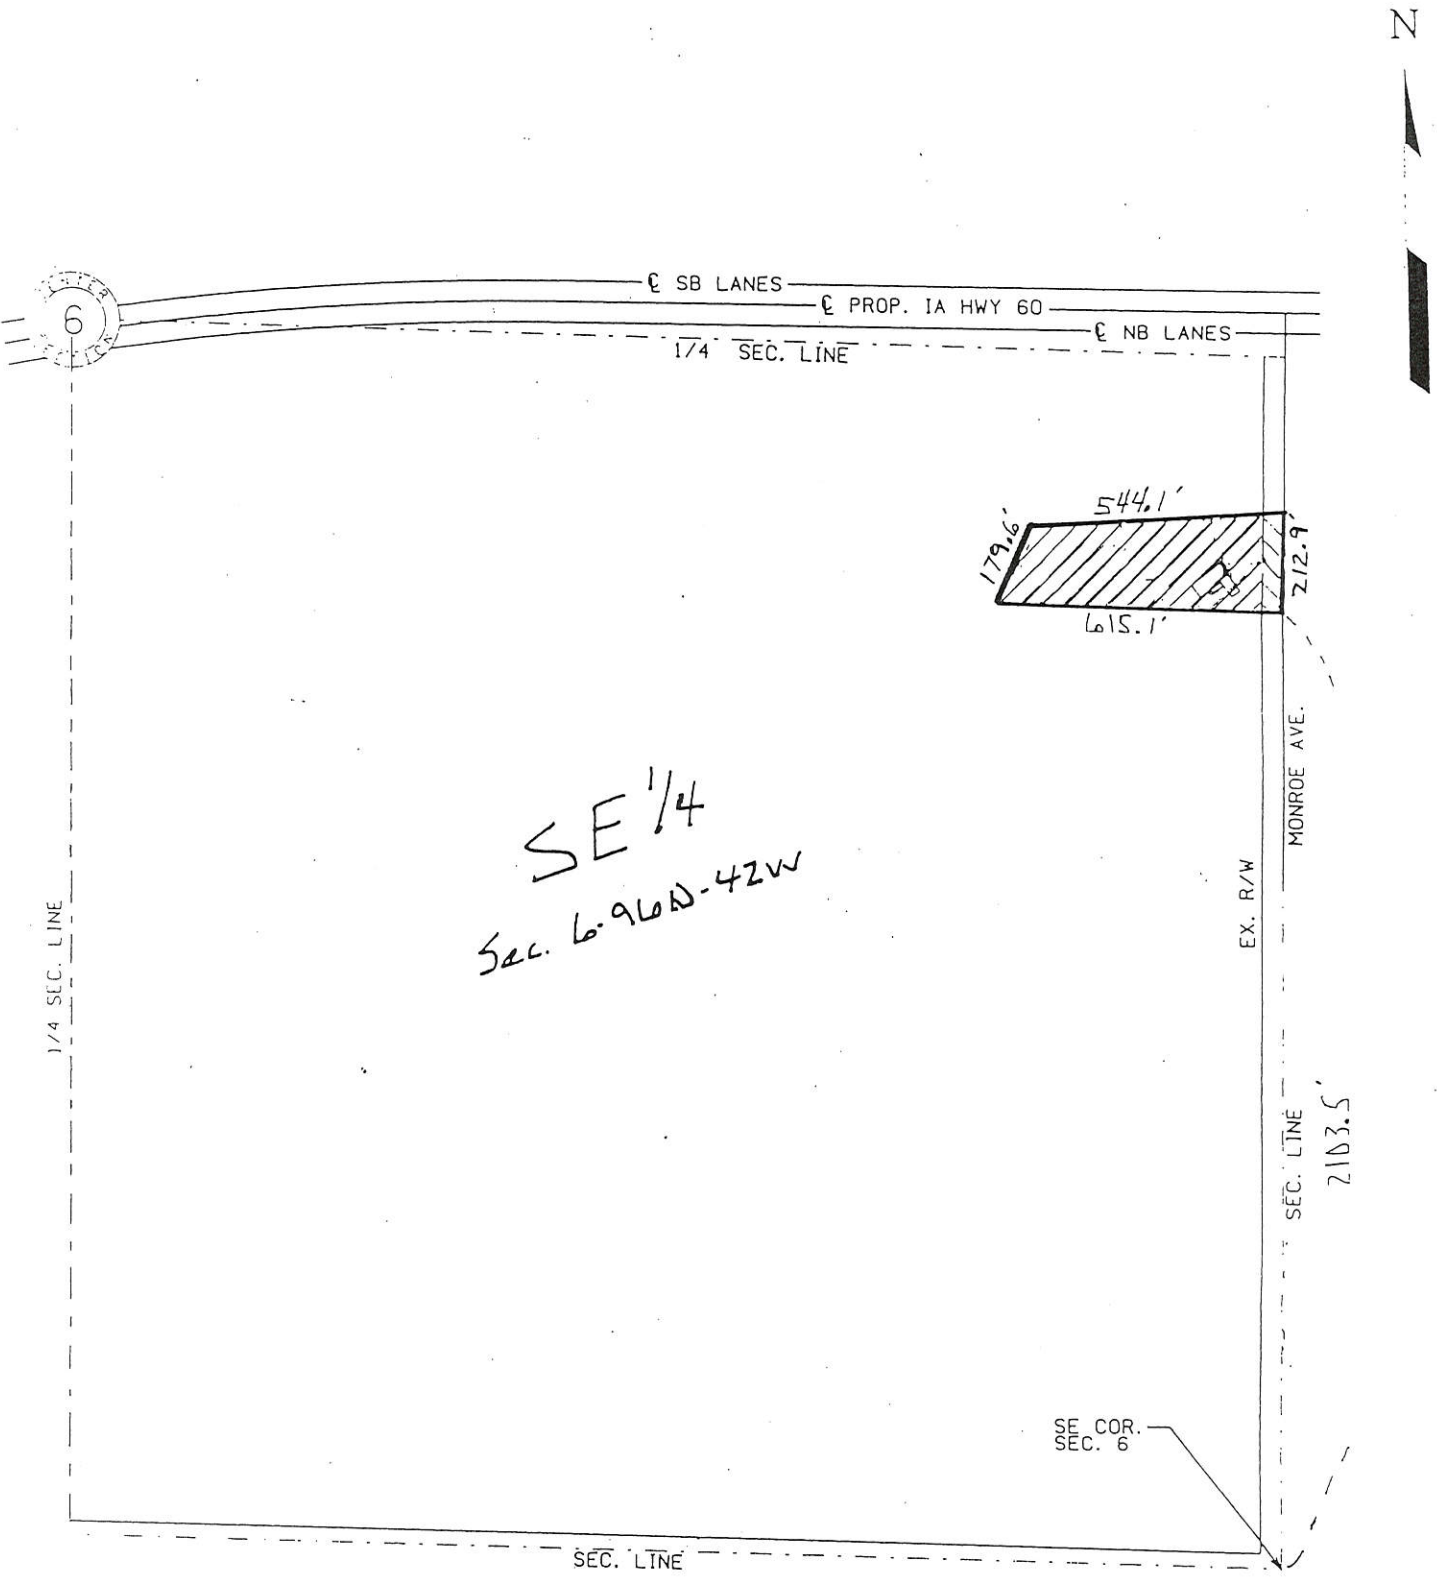 N
℄ SB LANES
℄ PROP. IA HWY 60
℄ NB LANES
CENTER
6
SECTION
1/4 SEC. LINE
544.1'
179.6'
212.9'
615.1'
MONROE AVE.
SE 1/4
Sec. 6-96N-42W
EX. R/W
1/4 SEC. LINE
SEC. LINE
2103.5'
SE COR.
SEC. 6
SEC. LINE